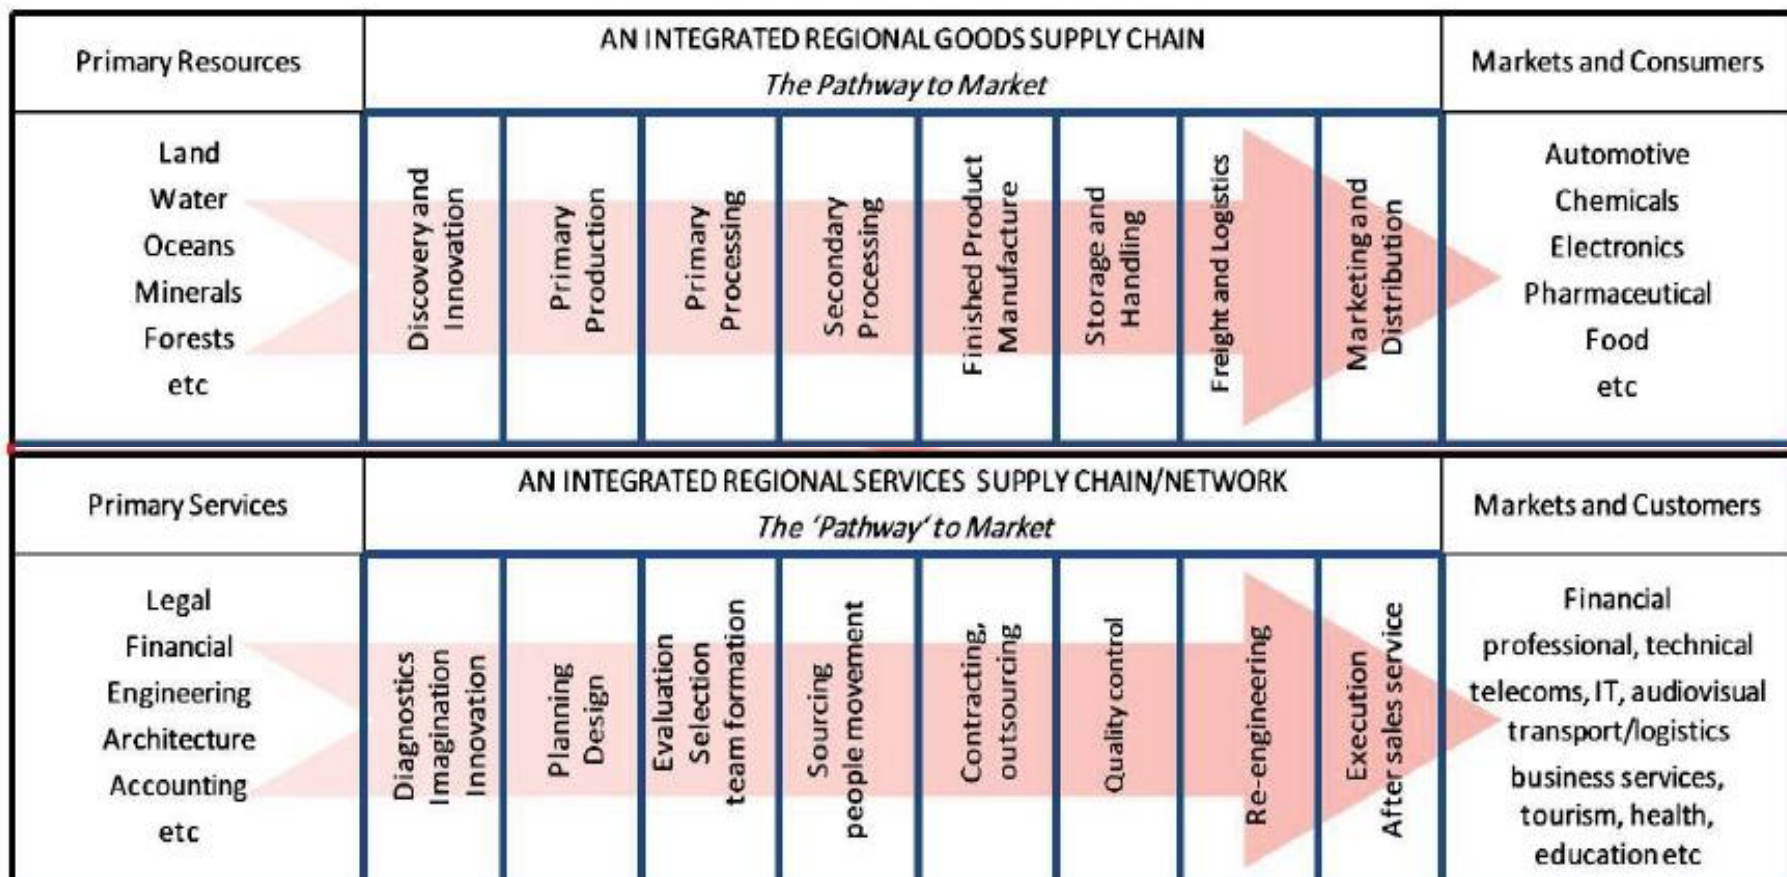 Primary Resources
AN INTEGRATED REGIONAL GOODS SUPPLY CHAIN
The Pathway to Market
Markets and Consumers
Land
Water
Oceans
Minerals
Forests
etc
Discovery and
Innovation
Primary
Production
Primary
Processing
Secondary
Processing
Finished Product
Manufacture
Storage and
Handling
Freight and Logistics
Marketing and
Distribution
Automotive
Chemicals
Electronics
Pharmaceutical
Food
etc
Primary Services
AN INTEGRATED REGIONAL SERVICES SUPPLY CHAIN/NETWORK
The ‘Pathway’ to Market
Markets and Customers
Legal
Financial
Engineering
Architecture
Accounting
etc
Diagnostics
Imagination
Innovation
Planning
Design
Evaluation
Selection
team formation
Sourcing
people movement
Contracting,
outsourcing
Quality control
Re-engineering
Execution
After sales service
Financial
professional, technical
telecoms, IT, audiovisual
transport/logistics
business services,
tourism, health,
education etc